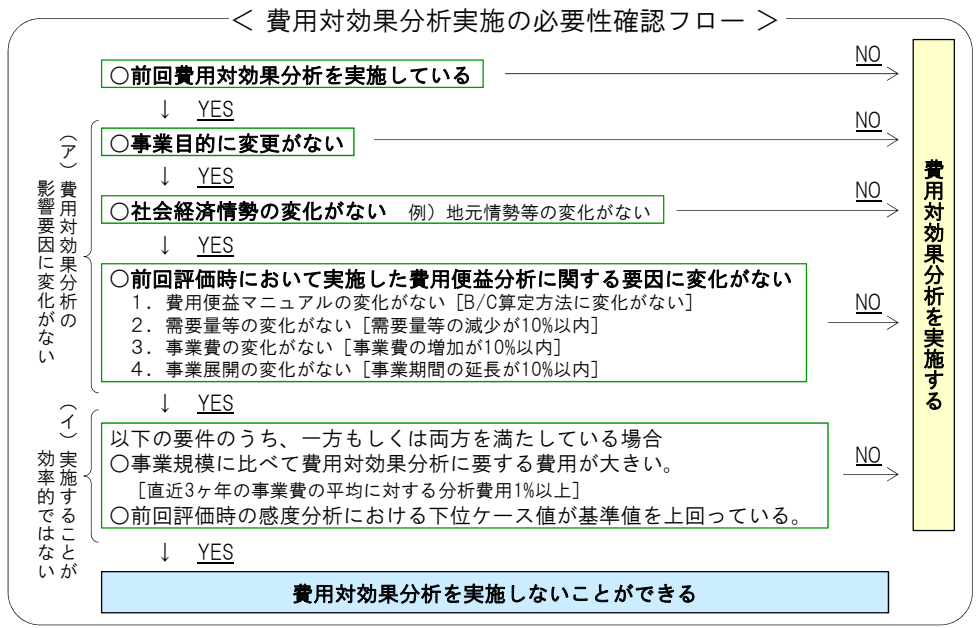 ＜ 費用対効果分析実施の必要性確認フロー ＞
○前回費用対効果分析を実施している
NO
↓ YES
○事業目的に変更がない
NO
↓ YES
○社会経済情勢の変化がない 例）地元情勢等の変化がない
NO
↓ YES
（ア）費用対効果分析の
影響要因に変化がない
○前回評価時において実施した費用便益分析に関する要因に変化がない
1．費用便益マニュアルの変化がない［B/C算定方法に変化がない］
2．需要量等の変化がない［需要量等の減少が10%以内］
3．事業費の変化がない［事業費の増加が10%以内］
4．事業展開の変化がない［事業期間の延長が10%以内］
NO
↓ YES
（イ）実施することが
効率的ではない
以下の要件のうち、一方もしくは両方を満たしている場合
○事業規模に比べて費用対効果分析に要する費用が大きい。
［直近3ヶ年の事業費の平均に対する分析費用1%以上］
○前回評価時の感度分析における下位ケース値が基準値を上回っている。
NO
↓ YES
費用対効果分析を実施する
費用対効果分析を実施しないことができる